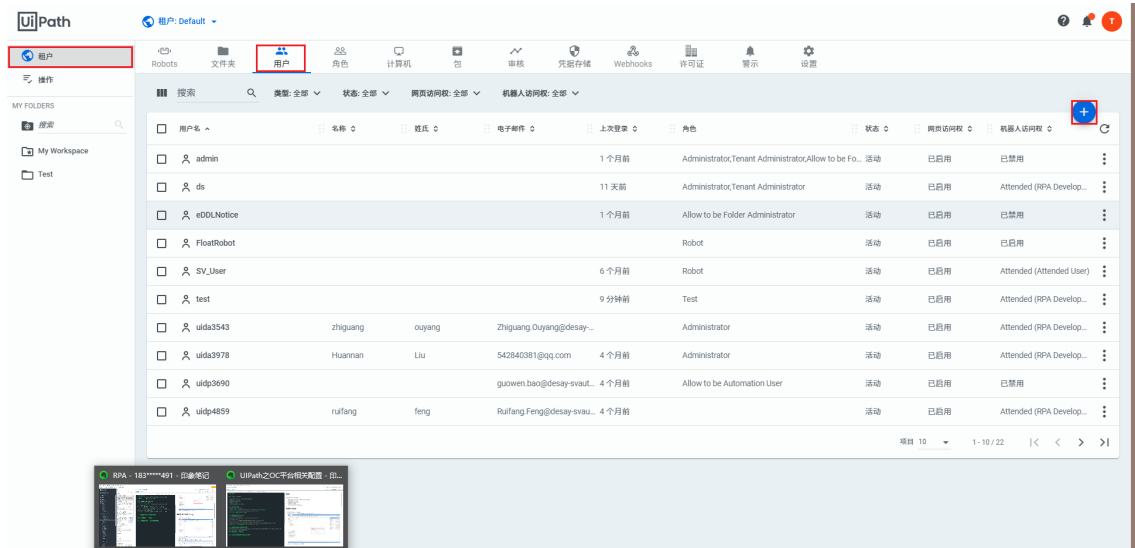 UiPath
租户: Default
T
租户
操作
MY FOLDERS
搜索
My Workspace
Test
Robots 文件夹 用户 角色 计算机 包 审核 凭据存储 Webhooks 许可证 警示 设置
搜索 类型: 全部 状态: 全部 网页访问权: 全部 机器人访问权: 全部
用户名 名称 姓氏 电子邮件 上次登录 角色 状态 网页访问权 机器人访问权
admin 1 个月前 Administrator,Tenant Administrator,Allow to be Fo... 活动 已启用 已禁用
ds 11 天前 Administrator,Tenant Administrator 活动 已启用 Attended (RPA Develop...
eDDLNotice 1 个月前 Allow to be Folder Administrator 活动 已启用 已禁用
FloatRobot Robot 活动 已启用 已启用
SV_User 6 个月前 Robot 活动 已启用 Attended (Attended User)
test 9 分钟前 Test 活动 已启用 Attended (RPA Develop...
uida3543 zhiguang ouyang Zhiguang.Ouyang@desay-... Administrator 活动 已启用 Attended (RPA Develop...
uida3978 Huannan Liu 542840381@qq.com 4 个月前 Administrator 活动 已启用 Attended (RPA Develop...
uidp3690 guowen.bao@desay-svaut... 4 个月前 Allow to be Automation User 活动 已启用 已禁用
uidp4859 ruifang feng Ruifang.Feng@desay-svau... 4 个月前 活动 已启用 Attended (RPA Develop...
项目 10 1 - 10 / 22
RPA - 183*****491 - 印象笔记 UIPath之OC平台相关配置 - 印...